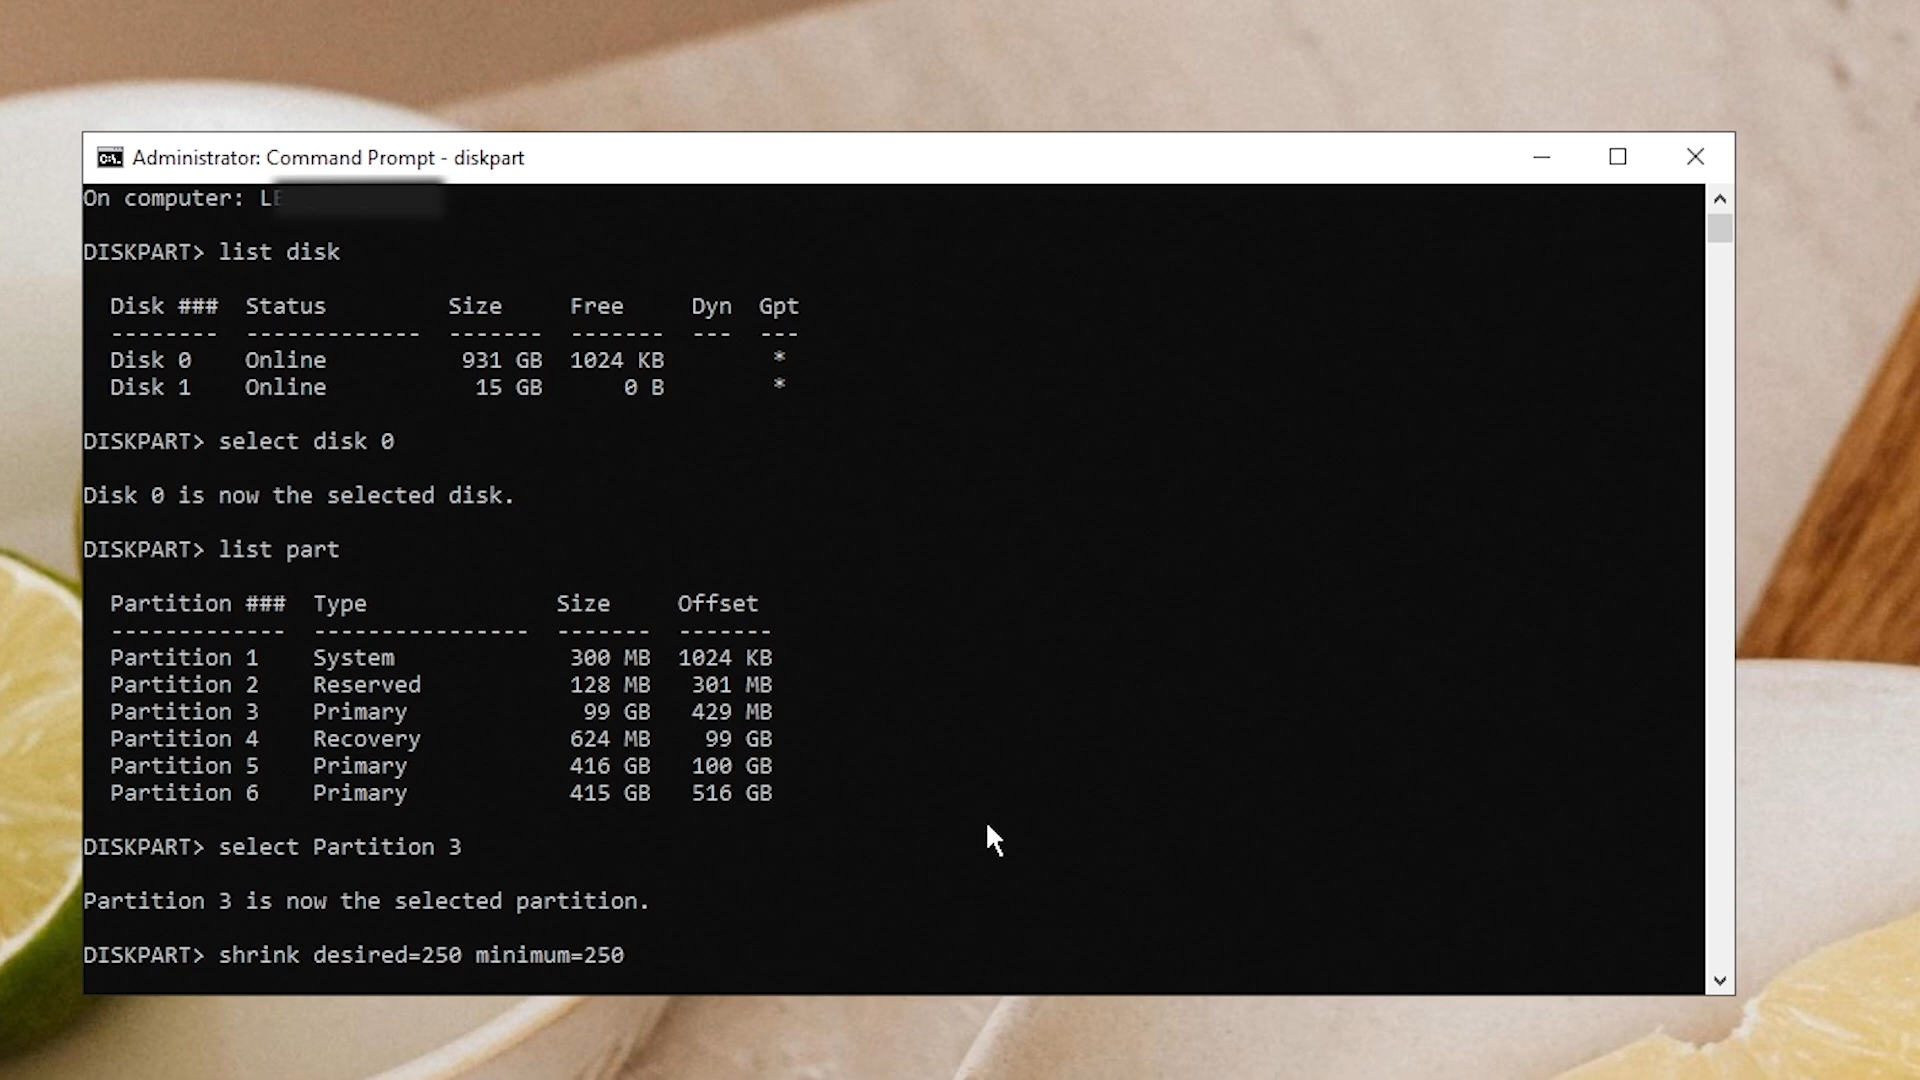 Administrator: Command Prompt - diskpart
On computer:
DISKPART> list disk
Disk ### Status Size Free Dyn Gpt
-------- ------------- ------- ------- --- ---
Disk 0 Online 931 GB 1024 KB *
Disk 1 Online 15 GB 0 B *
DISKPART> select disk 0
Disk 0 is now the selected disk.
DISKPART> list part
Partition ### Type Size Offset
------------- ---------------- ------- -------
Partition 1 System 300 MB 1024 KB
Partition 2 Reserved 128 MB 301 MB
Partition 3 Primary 99 GB 429 MB
Partition 4 Recovery 624 MB 99 GB
Partition 5 Primary 416 GB 100 GB
Partition 6 Primary 415 GB 516 GB
DISKPART> select Partition 3
Partition 3 is now the selected partition.
DISKPART> shrink desired=250 minimum=250